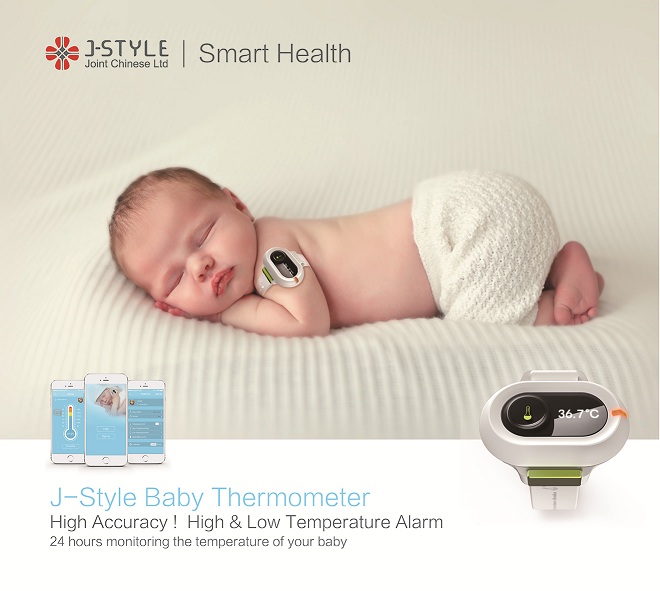 J-STYLE
Joint Chinese Ltd
Smart Health
36.7°C
J-Style Baby Thermometer
High Accuracy！ High & Low Temperature Alarm
24 hours monitoring the temperature of your baby